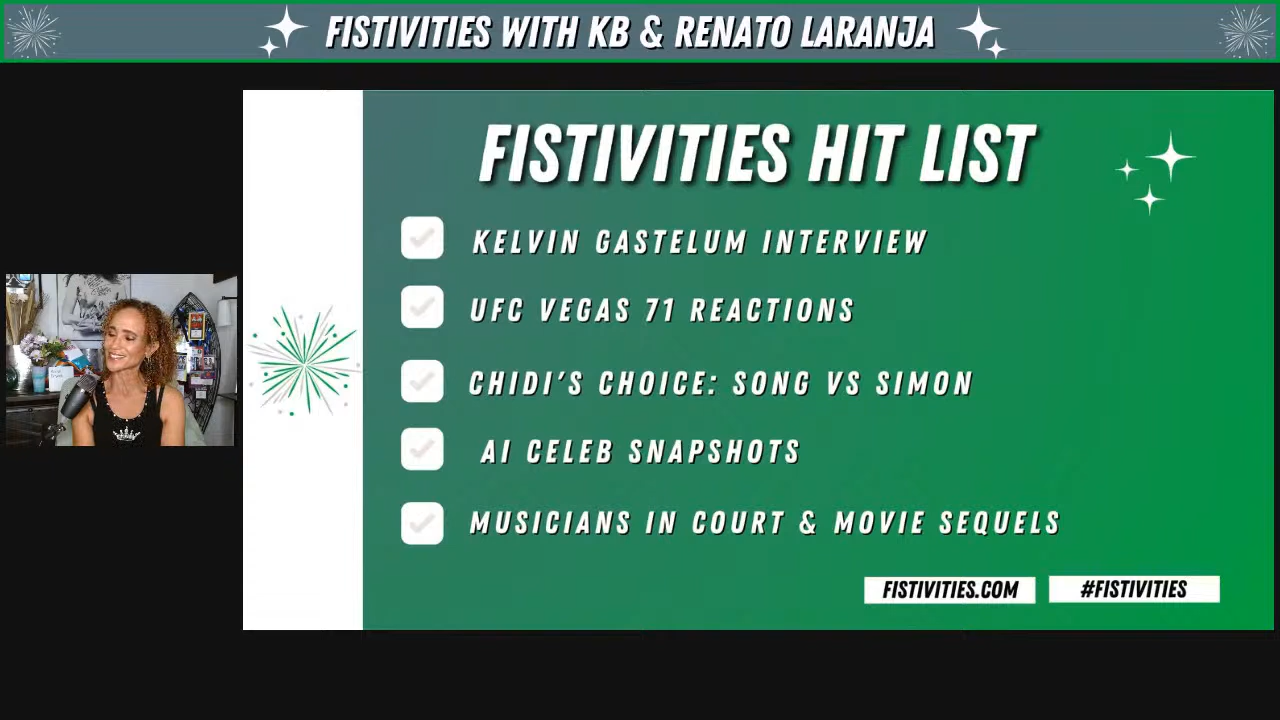 FISTIVITIES WITH KB & RENATO LARANJA
FISTIVITIES HIT LIST
KELVIN GASTELUM INTERVIEW
UFC VEGAS 71 REACTIONS
CHIDI'S CHOICE: SONG VS SIMON
AI CELEB SNAPSHOTS
MUSICIANS IN COURT & MOVIE SEQUELS
FISTIVITIES.COM
#FISTIVITIES